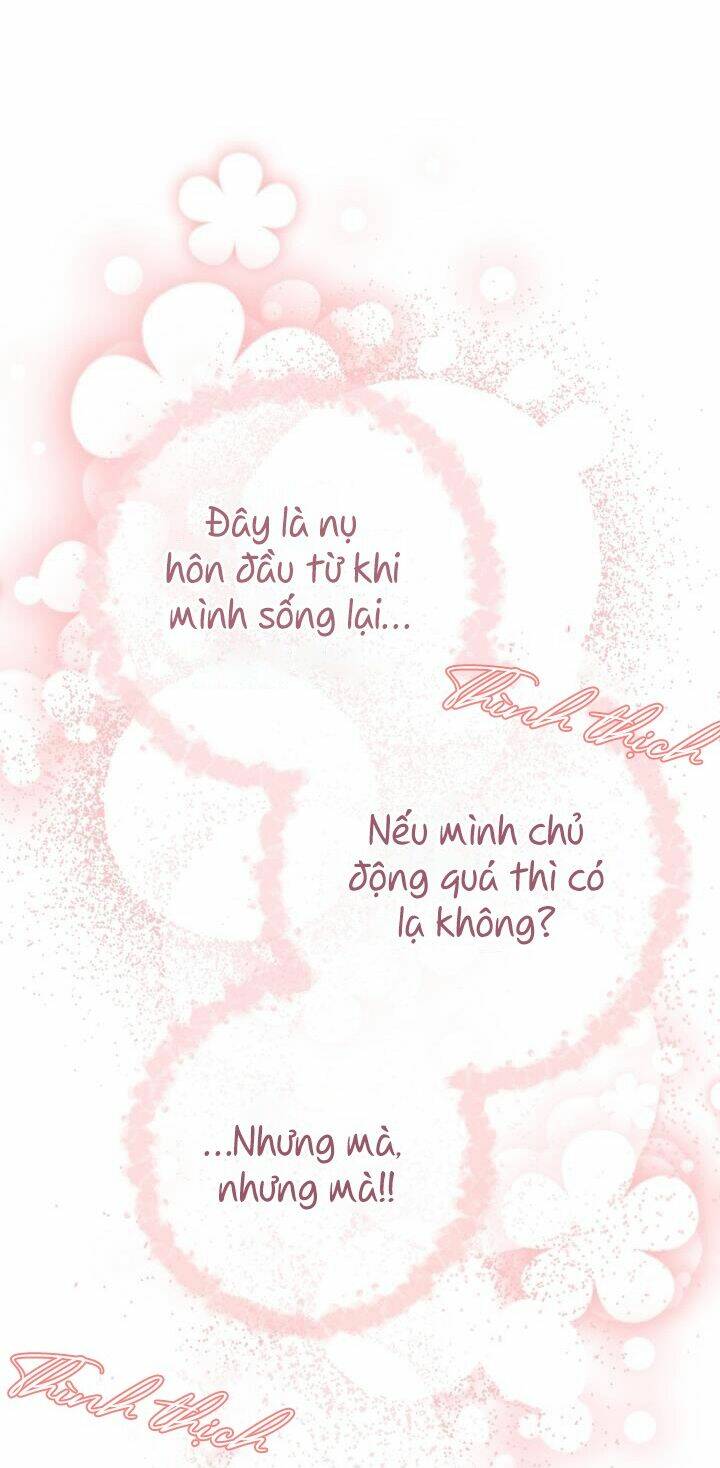 Đây là nụ
hôn đầu từ khi
mình sống lại...
Thình thịch
Nếu mình chủ
động quá thì có
lạ không?
...Nhưng mà,
nhưng mà!!
Thình thịch